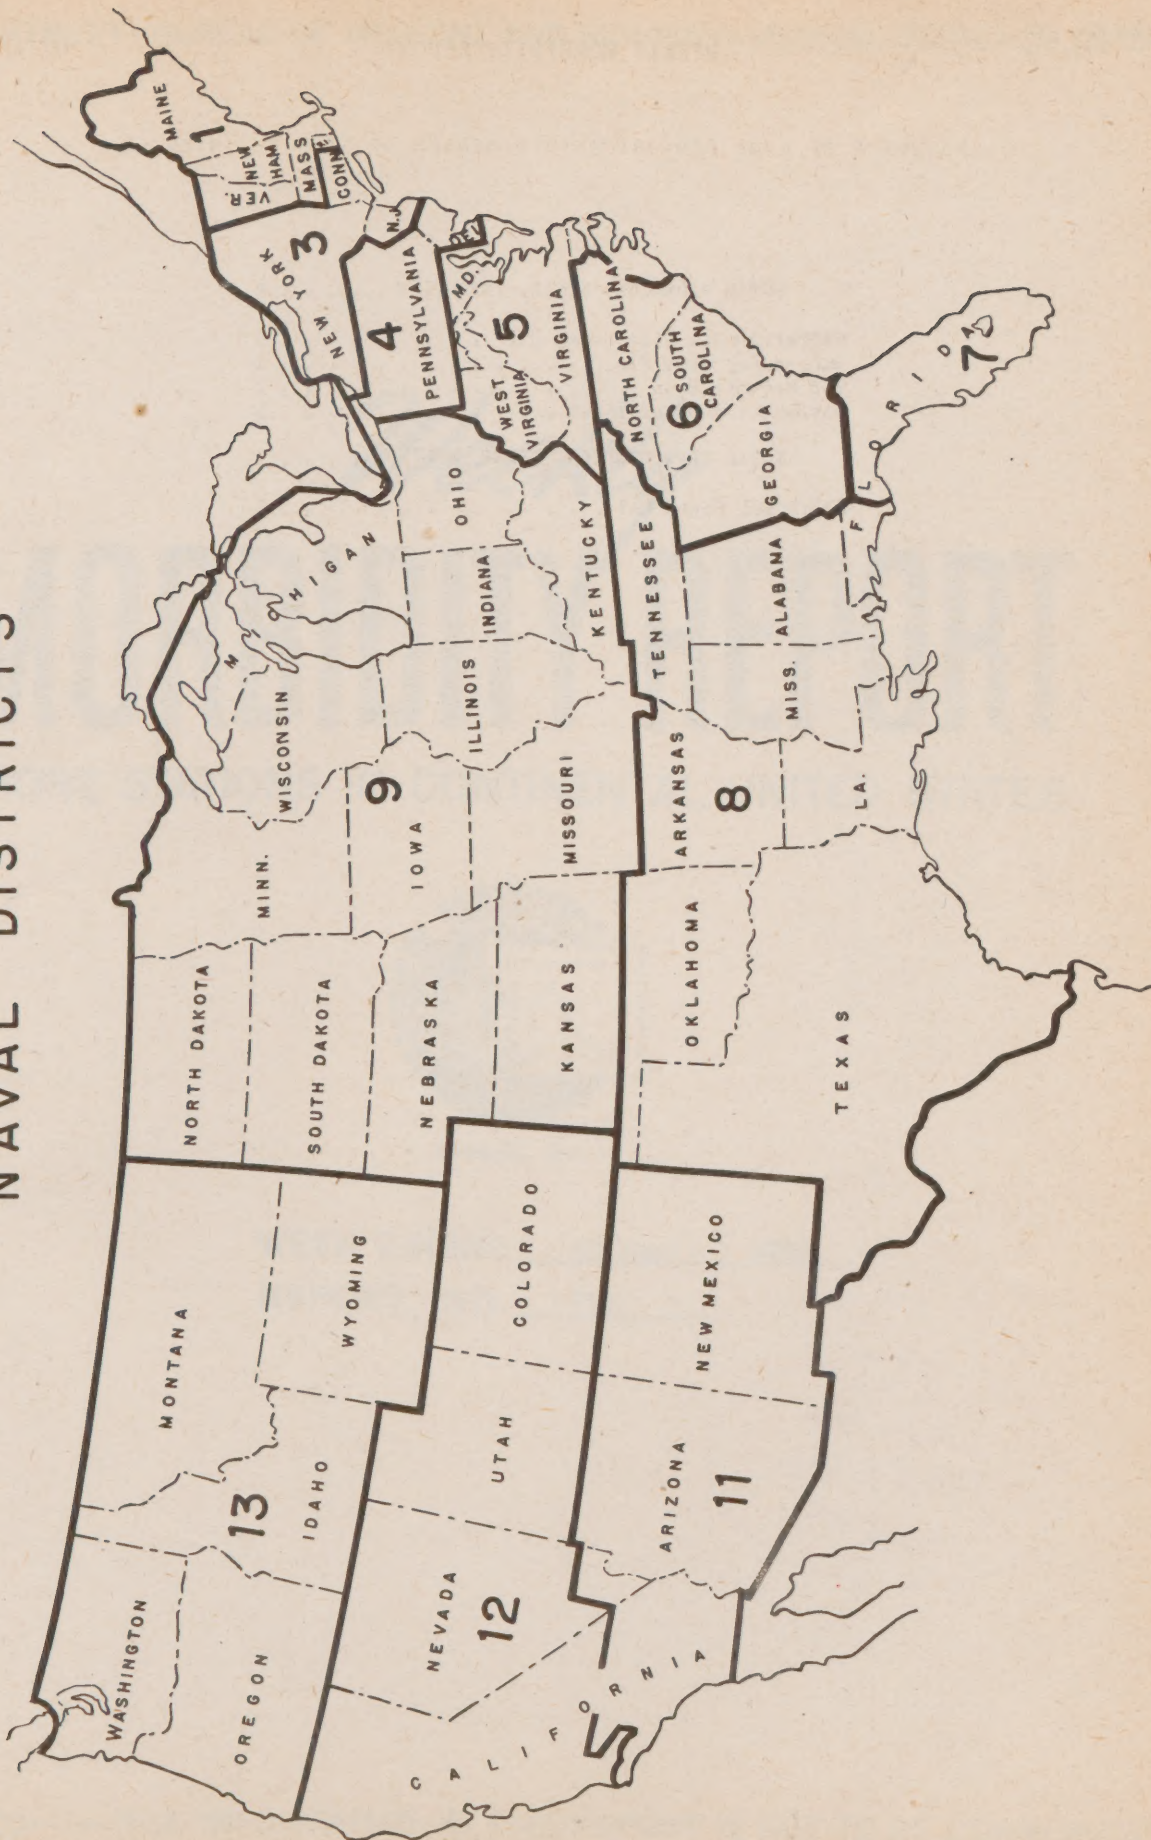 NAVAL DISTRICTS
WASHINGTON
OREGON
MONTANA
IDAHO
13
WYOMING
NORTH DAKOTA
SOUTH DAKOTA
NEBRASKA
KANSAS
MINN.
IOWA
9
MISSOURI
WISCONSIN
ILLINOIS
MICHIGAN
INDIANA
OHIO
KENTUCKY
CALIFORNIA
NEVADA
12
UTAH
COLORADO
ARIZONA
11
NEW MEXICO
TEXAS
OKLAHOMA
ARKANSAS
8
LA.
MISS.
ALABAMA
TENNESSEE
GEORGIA
6
SOUTH
CAROLINA
NORTH CAROLINA
FLORIDA
7
WEST
VIRGINIA
VIRGINIA
5
MD.
DEL.
PENNSYLVANIA
4
N.J.
NEW YORK
3
CONN
MASS
VER.
NEW
HAM
MAINE
1